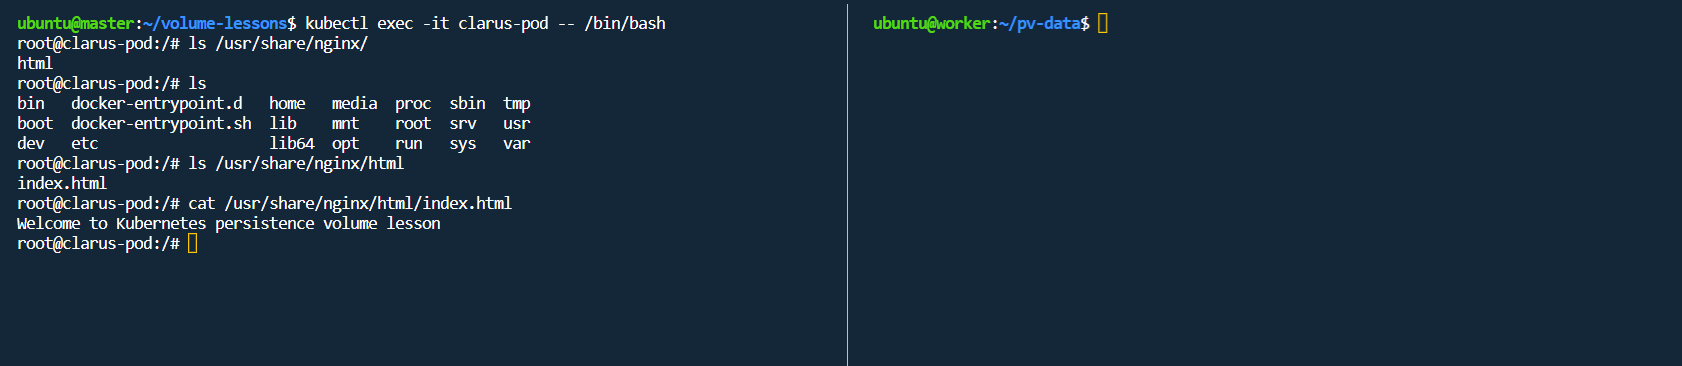 ubuntu@master:~/volume-lessons$ kubectl exec -it clarus-pod -- /bin/bash
root@clarus-pod:/# ls /usr/share/nginx/
html
root@clarus-pod:/# ls
bin   docker-entrypoint.d   home   media  proc  sbin  tmp
boot  docker-entrypoint.sh  lib    mnt    root  srv   usr
dev   etc                   lib64  opt    run   sys   var
root@clarus-pod:/# ls /usr/share/nginx/html
index.html
root@clarus-pod:/# cat /usr/share/nginx/html/index.html
Welcome to Kubernetes persistence volume lesson
root@clarus-pod:/#
ubuntu@worker:~/pv-data$